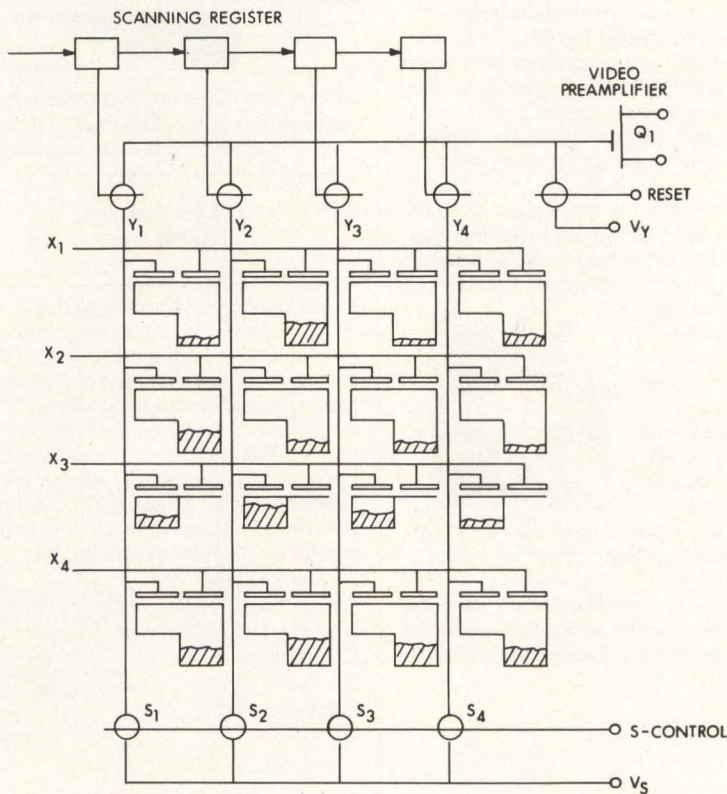 SCANNING REGISTER
VIDEO
PREAMPLIFIER
Q1
RESET
Y1 Y2 Y3 Y4 VY
X1
X2
X3
X4
S1 S2 S3 S4
S-CONTROL
VS